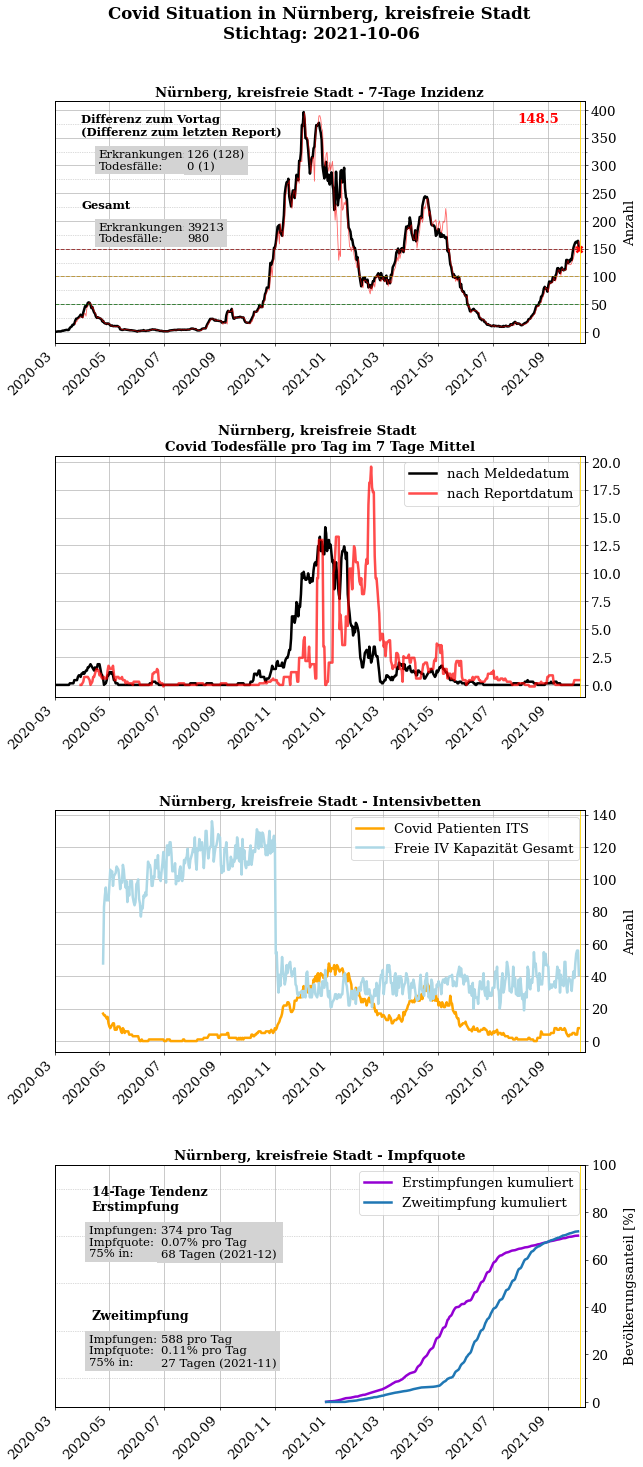 Covid Situation in Nürnberg, kreisfreie Stadt
Stichtag: 2021-10-06
Nürnberg, kreisfreie Stadt - 7-Tage Inzidenz
Differenz zum Vortag
(Differenz zum letzten Report)
Erkrankungen 126 (128)
Todesfälle: 0 (1)
Gesamt
Erkrankungen 39213
Todesfälle: 980
148.5
400
350
300
250
200
150
100
50
0
Anzahl
2020-03 2020-05 2020-07 2020-09 2020-11 2021-01 2021-03 2021-05 2021-07 2021-09
Nürnberg, kreisfreie Stadt
Covid Todesfälle pro Tag im 7 Tage Mittel
nach Meldedatum
nach Reportdatum
20.0
17.5
15.0
12.5
10.0
7.5
5.0
2.5
0.0
2020-03 2020-05 2020-07 2020-09 2020-11 2021-01 2021-03 2021-05 2021-07 2021-09
Nürnberg, kreisfreie Stadt - Intensivbetten
Covid Patienten ITS
Freie IV Kapazität Gesamt
140
120
100
80
60
40
20
0
Anzahl
2020-03 2020-05 2020-07 2020-09 2020-11 2021-01 2021-03 2021-05 2021-07 2021-09
Nürnberg, kreisfreie Stadt - Impfquote
14-Tage Tendenz
Erstimpfung
Impfungen: 374 pro Tag
Impfquote: 0.07% pro Tag
75% in: 68 Tagen (2021-12)
Zweitimpfung
Impfungen: 588 pro Tag
Impfquote: 0.11% pro Tag
75% in: 27 Tagen (2021-11)
Erstimpfungen kumuliert
Zweitimpfung kumuliert
100
80
60
40
20
0
Bevölkerungsanteil [%]
2020-03 2020-05 2020-07 2020-09 2020-11 2021-01 2021-03 2021-05 2021-07 2021-09